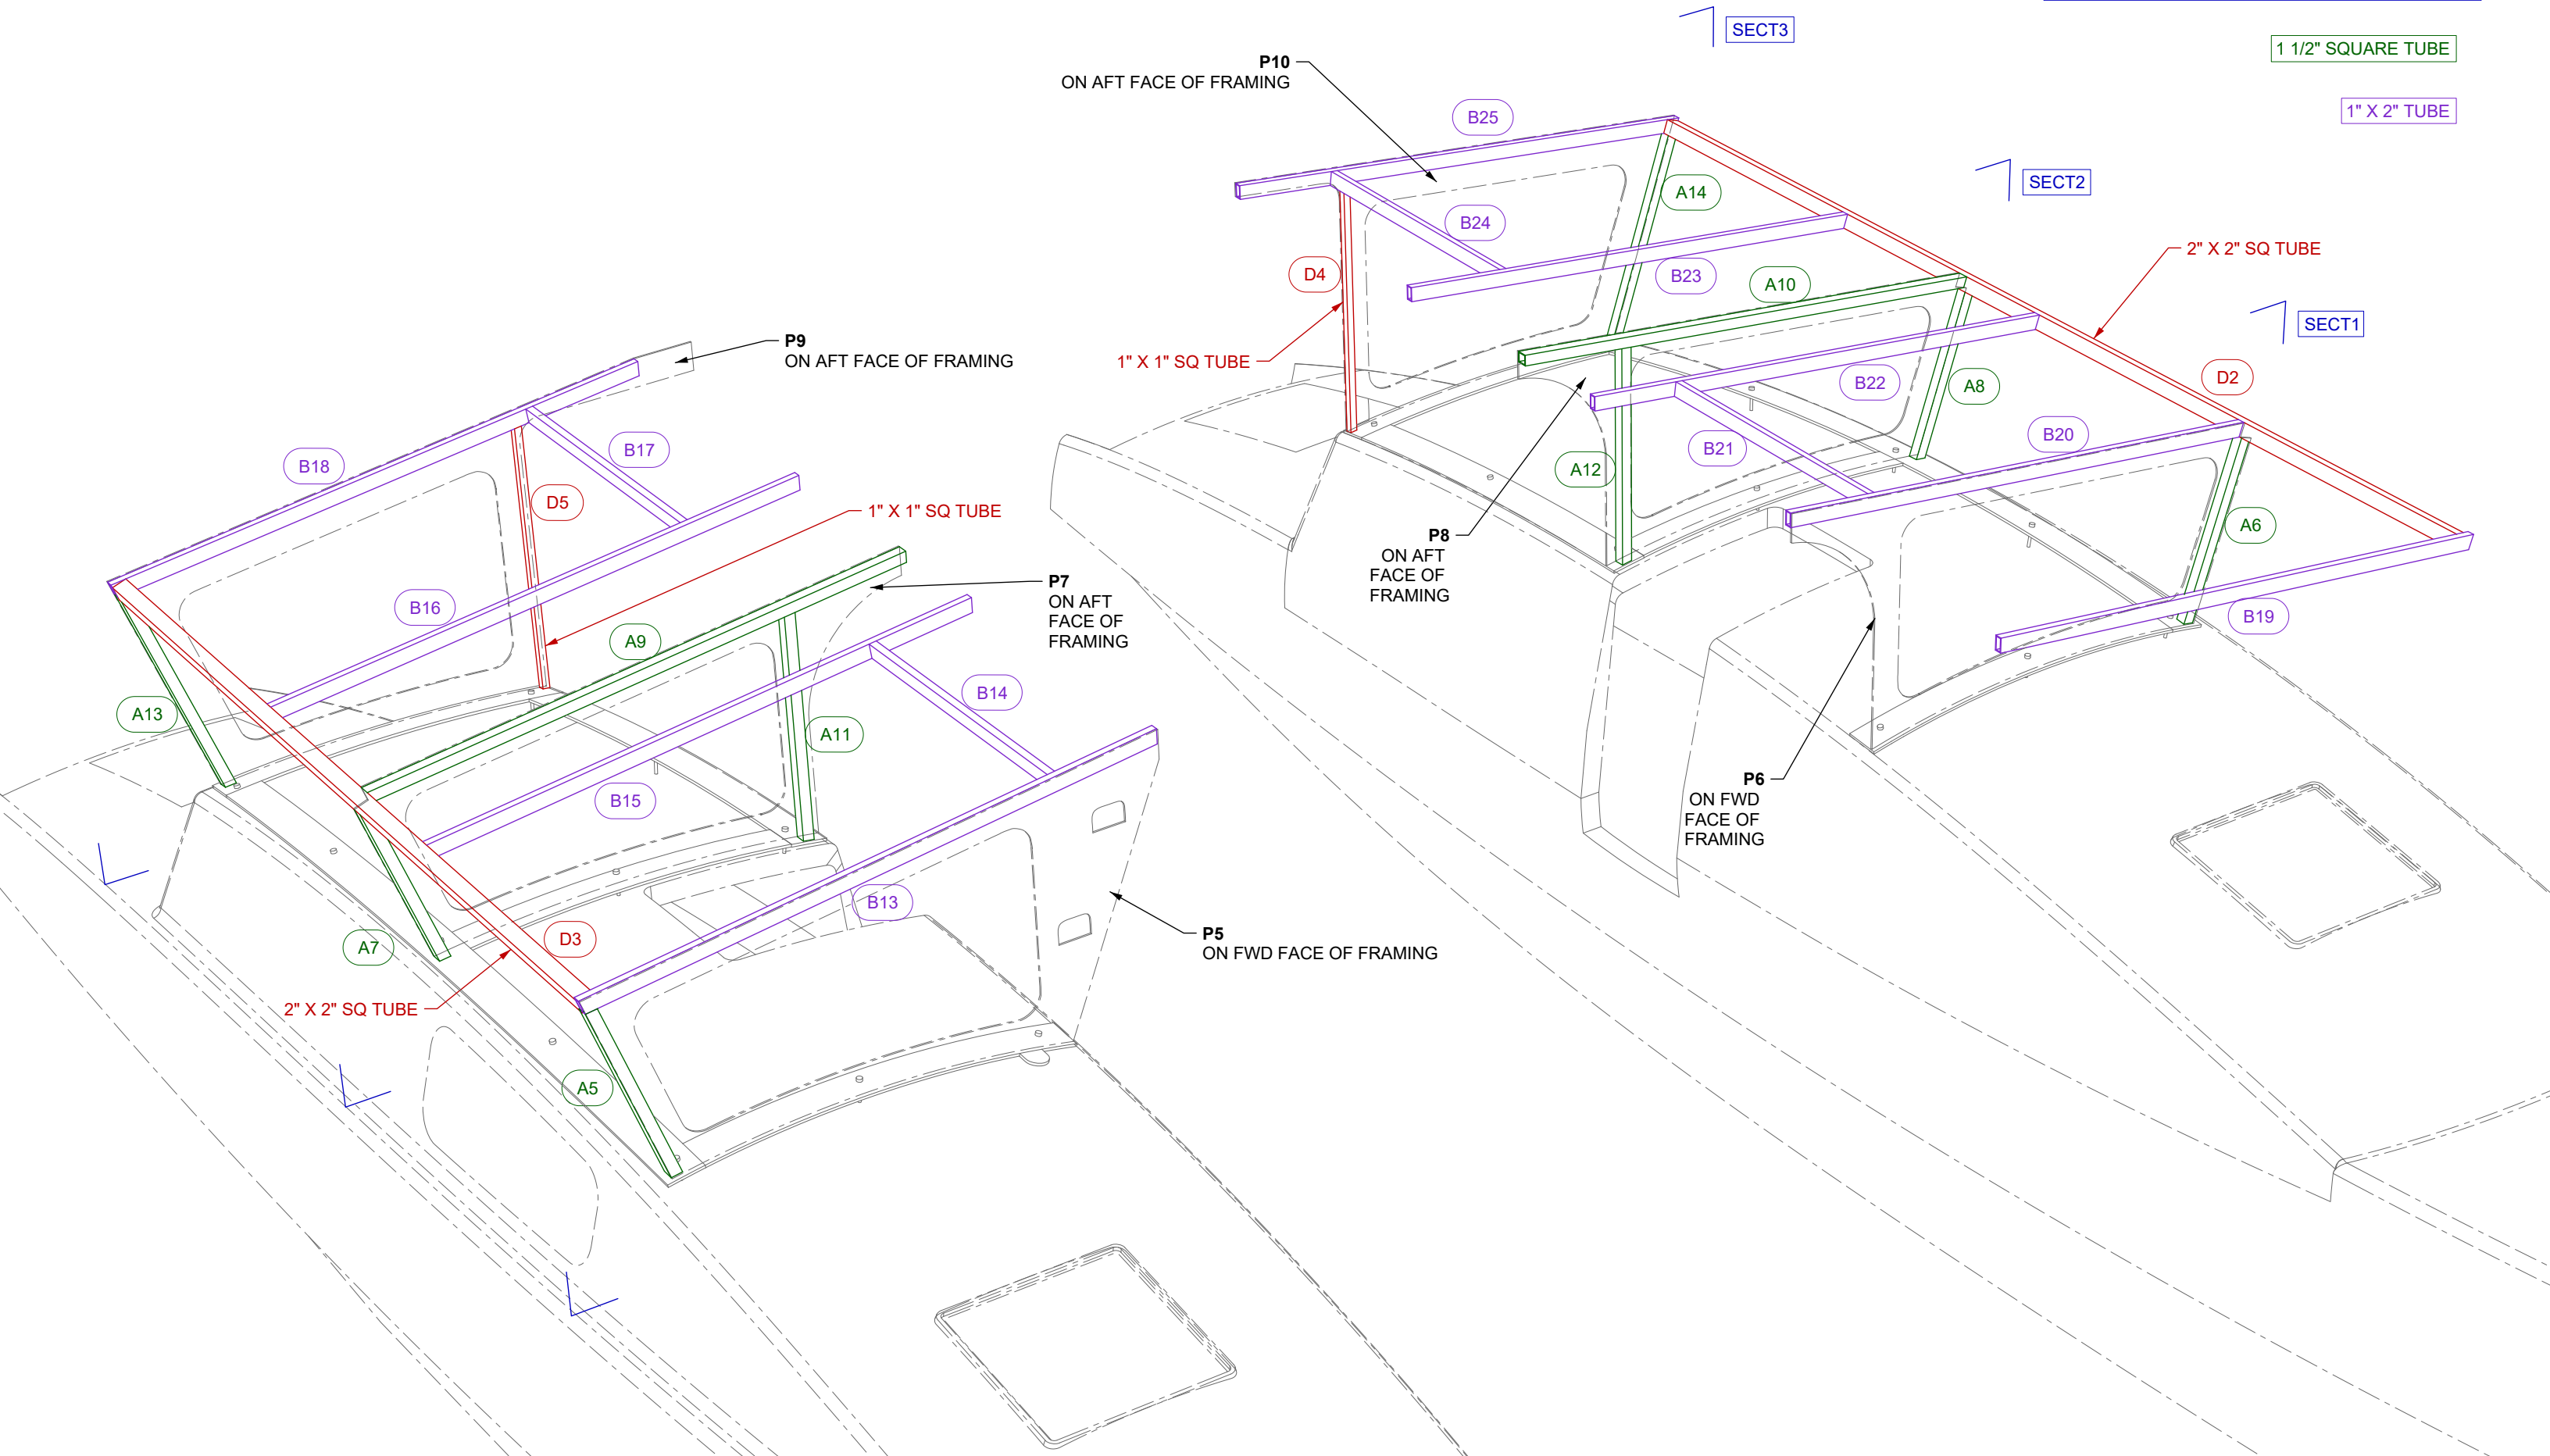 SECT3
1 1/2" SQUARE TUBE
P10
ON AFT FACE OF FRAMING
1" X 2" TUBE
B25
SECT2
A14
B24
2" X 2" SQ TUBE
D4
B23
A10
SECT1
P9
ON AFT FACE OF FRAMING
1" X 1" SQ TUBE
D2
B22
A8
B18
B17
B21
B20
A12
D5
1" X 1" SQ TUBE
A6
P8
ON AFT
FACE OF
FRAMING
P7
ON AFT
FACE OF
FRAMING
B16
B19
A9
B14
A13
A11
P6
ON FWD
FACE OF
FRAMING
B15
B13
P5
ON FWD FACE OF FRAMING
D3
A7
2" X 2" SQ TUBE
A5